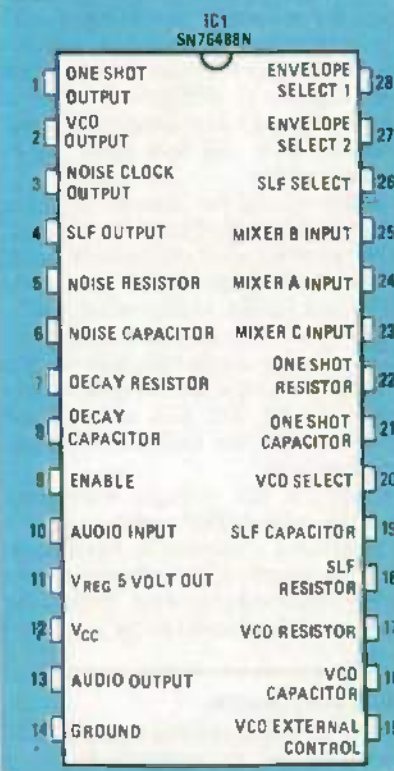 IC1
SN76488N
1 ONE SHOT
OUTPUT
2 VCO
OUTPUT
3 NOISE CLOCK
OUTPUT
4 SLF OUTPUT
5 NOISE RESISTOR
6 NOISE CAPACITOR
7 DECAY RESISTOR
8 DECAY
CAPACITOR
9 ENABLE
10 AUDIO INPUT
11 VREG 5 VOLT OUT
12 VCC
13 AUDIO OUTPUT
14 GROUND
ENVELOPE
SELECT 1 28
ENVELOPE
SELECT 2 27
SLF SELECT 26
MIXER B INPUT 25
MIXER A INPUT 24
MIXER C INPUT 23
ONE SHOT
RESISTOR 22
ONE SHOT
CAPACITOR 21
VCO SELECT 20
SLF CAPACITOR 19
SLF
RESISTOR 18
VCO RESISTOR 17
VCO
CAPACITOR 16
VCO EXTERNAL
CONTROL 15